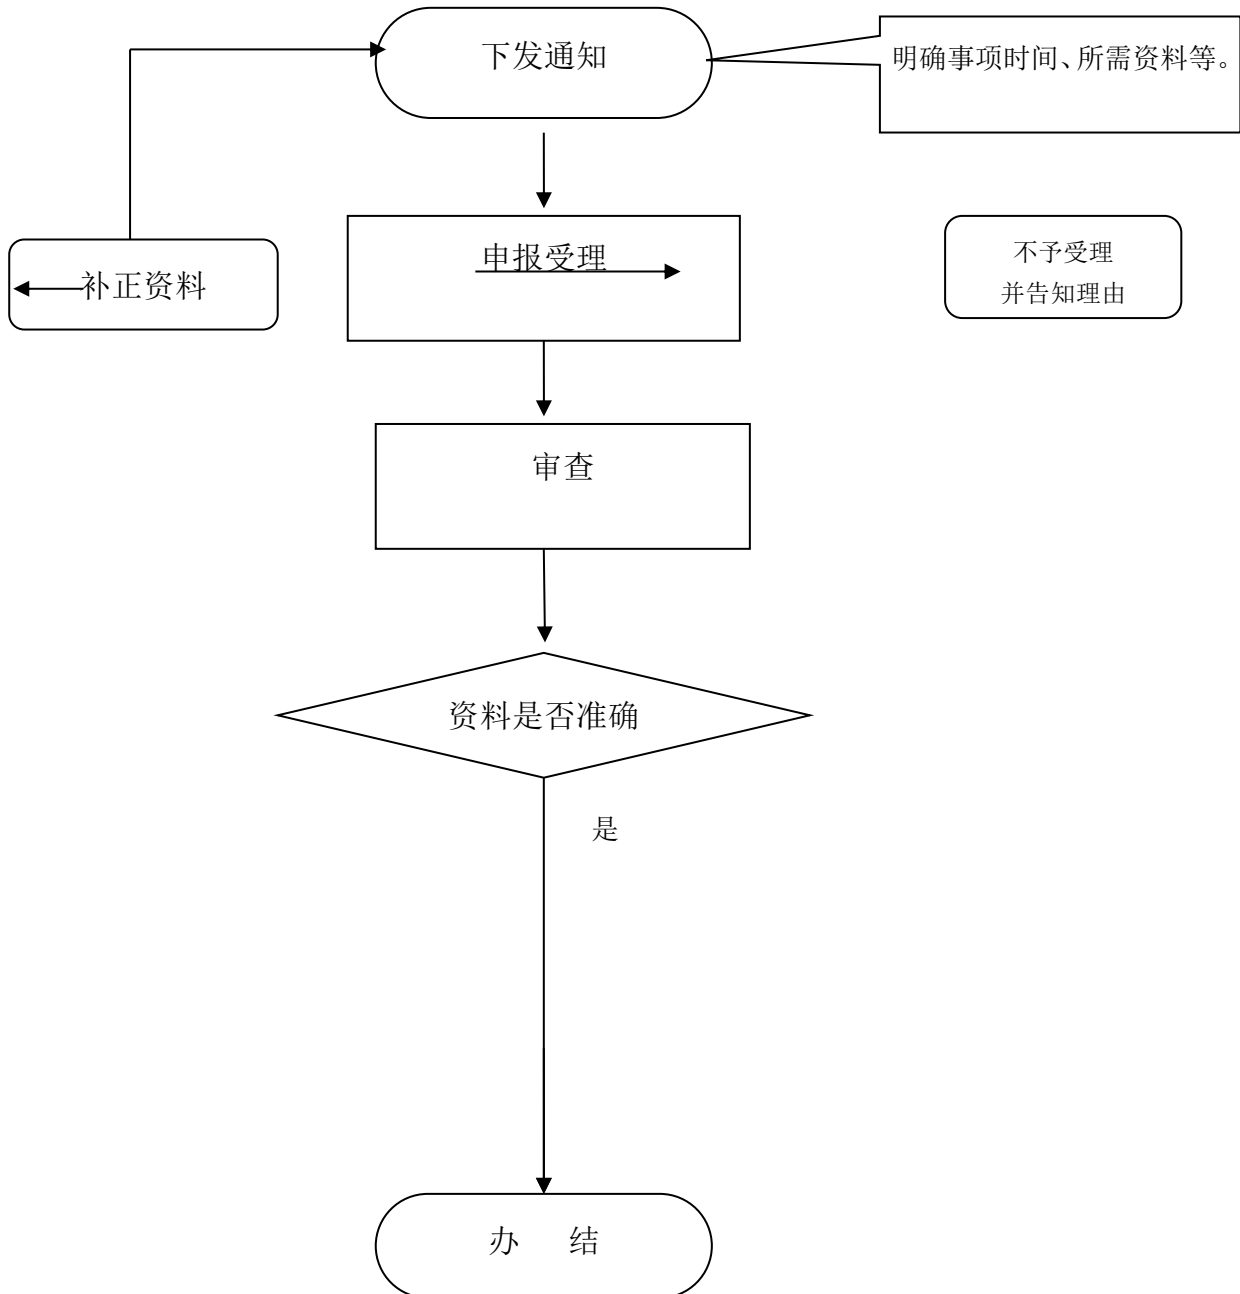 下发通知
明确事项时间、所需资料等。
申报受理
补正资料
不予受理
并告知理由
审查
资料是否准确
是
办 结